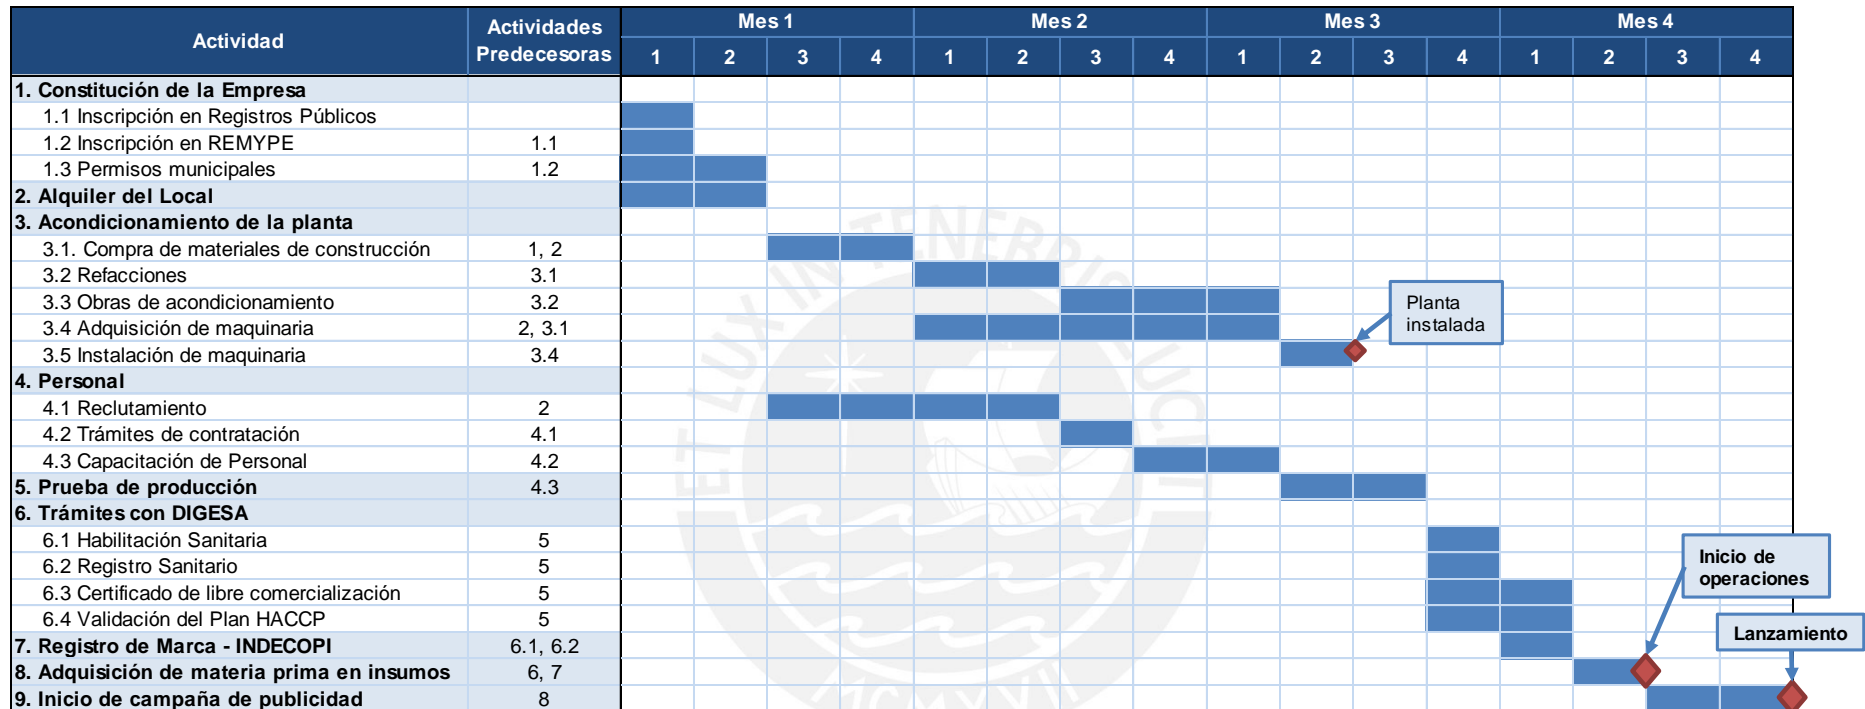 Actividad
Actividades
Predecesoras
Mes 1
Mes 2
Mes 3
Mes 4
1 2 3 4 1 2 3 4 1 2 3 4 1 2 3 4
1. Constitución de la Empresa
1.1 Inscripción en Registros Públicos
1.2 Inscripción en REMYPE 1.1
1.3 Permisos municipales 1.2
2. Alquiler del Local
3. Acondicionamiento de la planta
3.1. Compra de materiales de construcción 1, 2
3.2 Refacciones 3.1
3.3 Obras de acondicionamiento 3.2
3.4 Adquisición de maquinaria 2, 3.1
3.5 Instalación de maquinaria 3.4
Planta
instalada
4. Personal
4.1 Reclutamiento 2
4.2 Trámites de contratación 4.1
4.3 Capacitación de Personal 4.2
5. Prueba de producción 4.3
6. Trámites con DIGESA
6.1 Habilitación Sanitaria 5
6.2 Registro Sanitario 5
6.3 Certificado de libre comercialización 5
6.4 Validación del Plan HACCP 5
7. Registro de Marca - INDECOPI 6.1, 6.2
8. Adquisición de materia prima en insumos 6, 7
9. Inicio de campaña de publicidad 8
Inicio de
operaciones
Lanzamiento
ET LUX IN TENEBRIS LUCET
MCMXVII